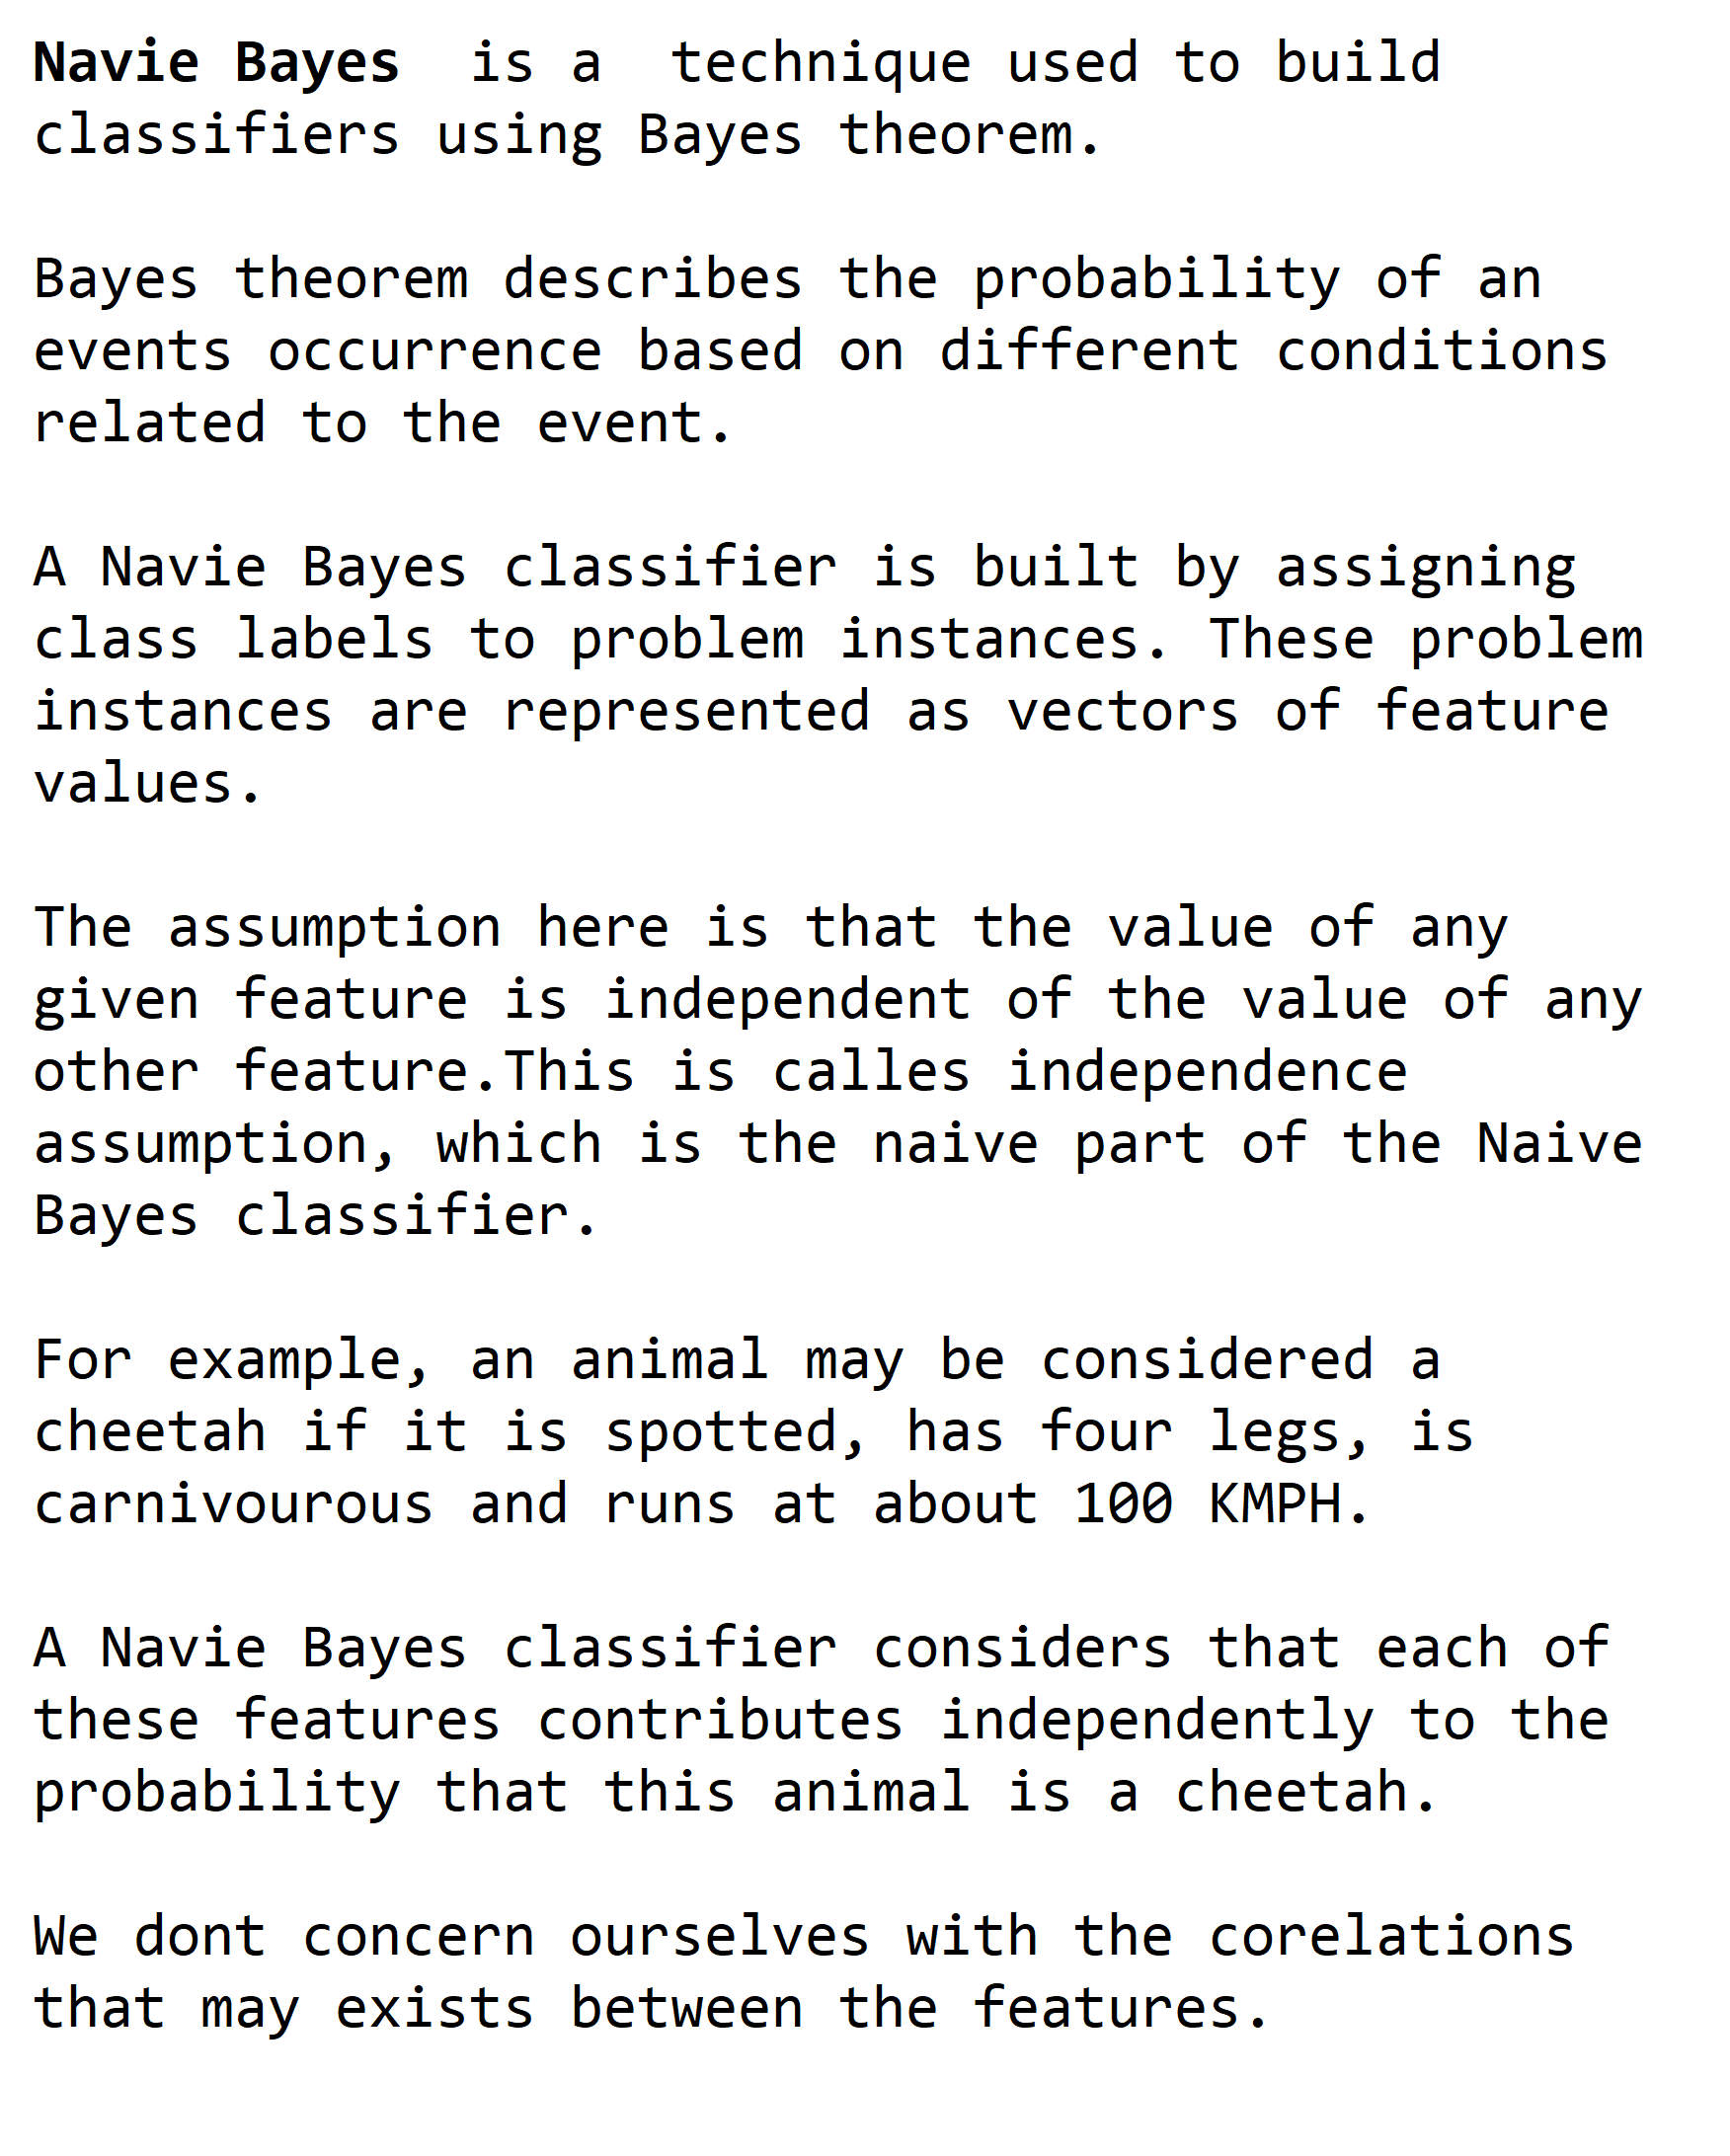 Navie Bayes  is a  technique used to build
classifiers using Bayes theorem.
Bayes theorem describes the probability of an
events occurrence based on different conditions
related to the event.
A Navie Bayes classifier is built by assigning
class labels to problem instances. These problem
instances are represented as vectors of feature
values.
The assumption here is that the value of any
given feature is independent of the value of any
other feature.This is calles independence
assumption, which is the naive part of the Naive
Bayes classifier.
For example, an animal may be considered a
cheetah if it is spotted, has four legs, is
carnivourous and runs at about 100 KMPH.
A Navie Bayes classifier considers that each of
these features contributes independently to the
probability that this animal is a cheetah.
We dont concern ourselves with the corelations
that may exists between the features.